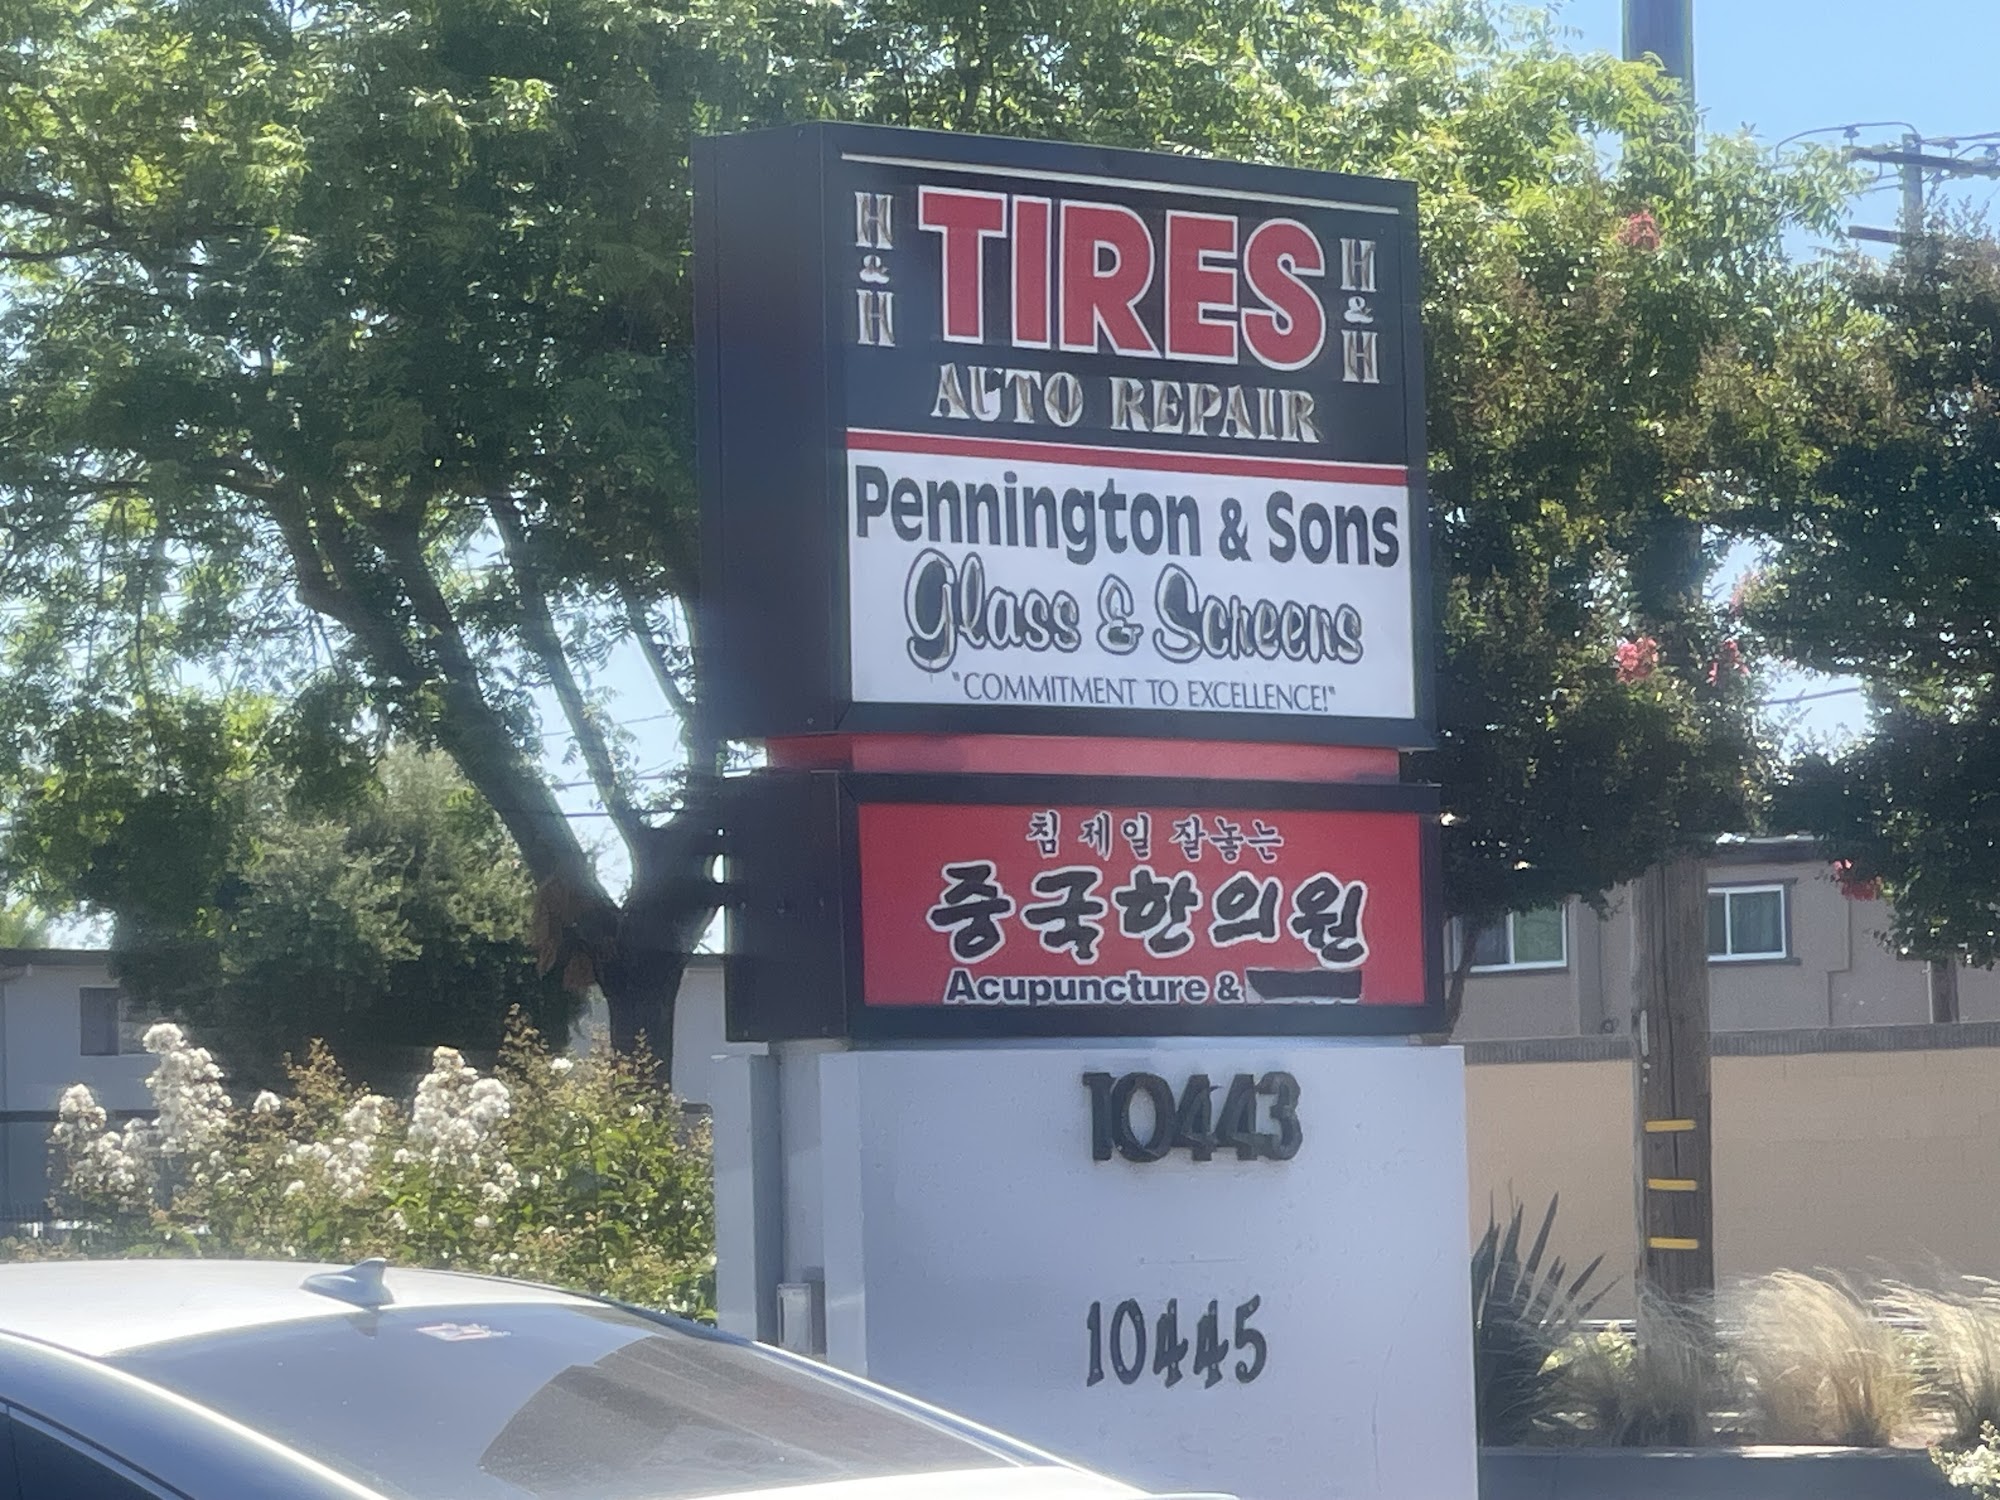 H & H TIRES H & H
AUTO REPAIR
Pennington & Sons
Glass & Screens
"COMMITMENT TO EXCELLENCE!"
침 제일 잘놓는
중국한의원
Acupuncture &
10443
10445